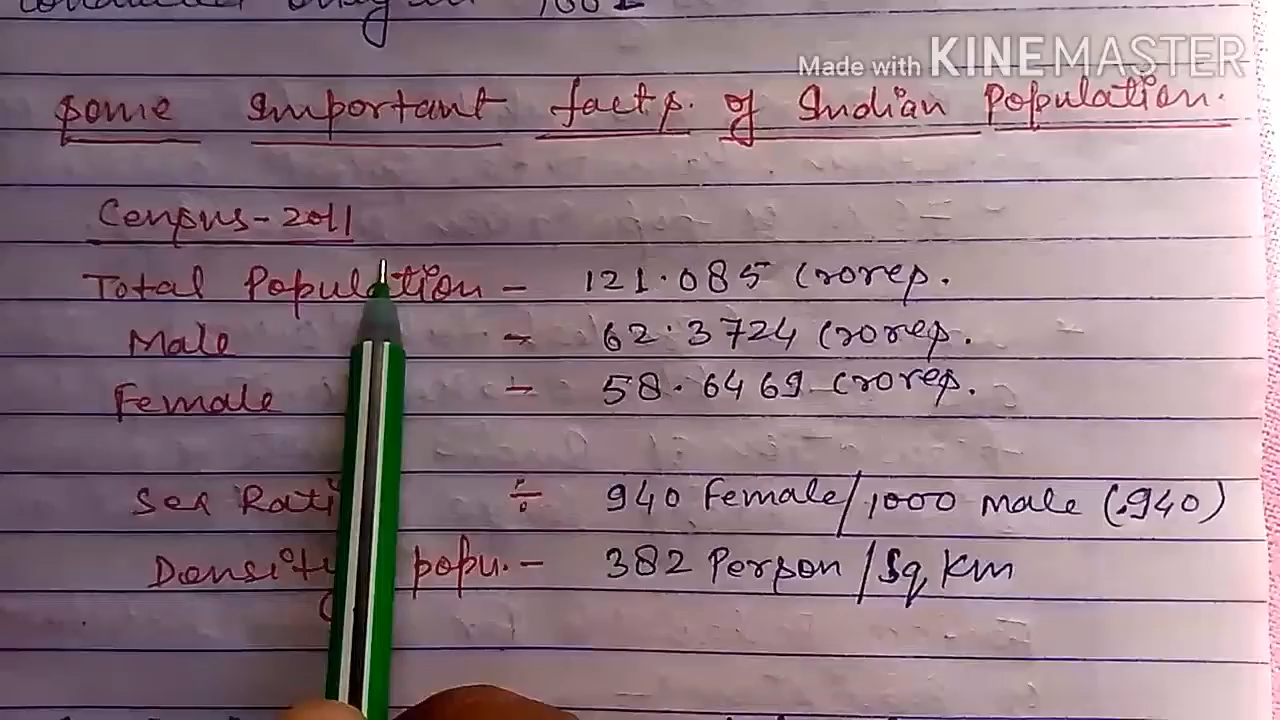 Made with KINEMASTER
Some Important facts. of Indian Population.
Census-2011
Total Population - 121.085 Crores.
Male - 62.3724 Crores.
Female - 58.6469 Crores.
Sex Rati ÷ 940 Female/1000 Male (.940)
Density popu. - 382 Person/Sq Km